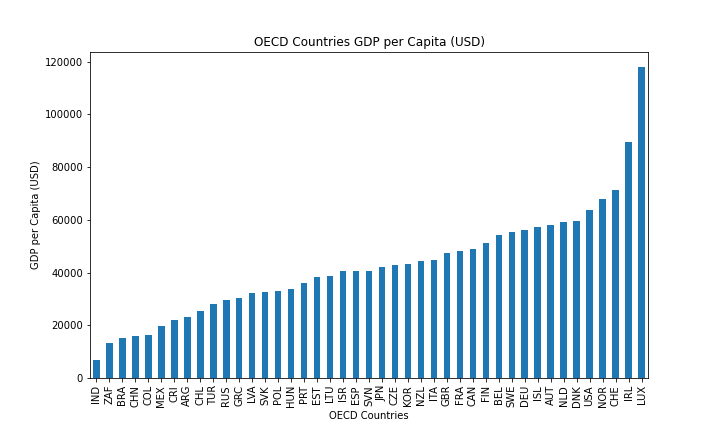 OECD Countries GDP per Capita (USD)
120000
100000
80000
60000
40000
20000
0
GDP per Capita (USD)
IND ZAF BRA CHN COL MEX CRI ARG CHL TUR RUS GRC LVA SVK POL HUN PRT EST LTU ISR ESP SVN JPN CZE KOR NZL ITA GBR FRA CAN FIN BEL SWE DEU ISL AUT NLD DNK USA NOR CHE IRL LUX
OECD Countries